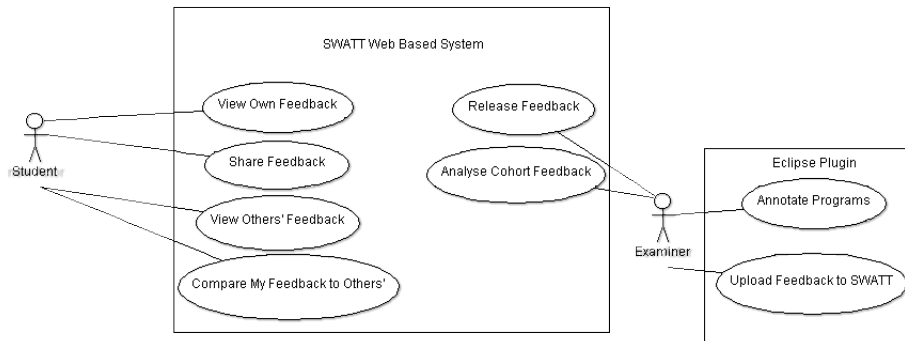 SWATT Web Based System
View Own Feedback
Release Feedback
Student
Share Feedback
Analyse Cohort Feedback
Eclipse Plugin
Annotate Programs
View Others' Feedback
Examiner
Compare My Feedback to Others'
Upload Feedback to SWATT